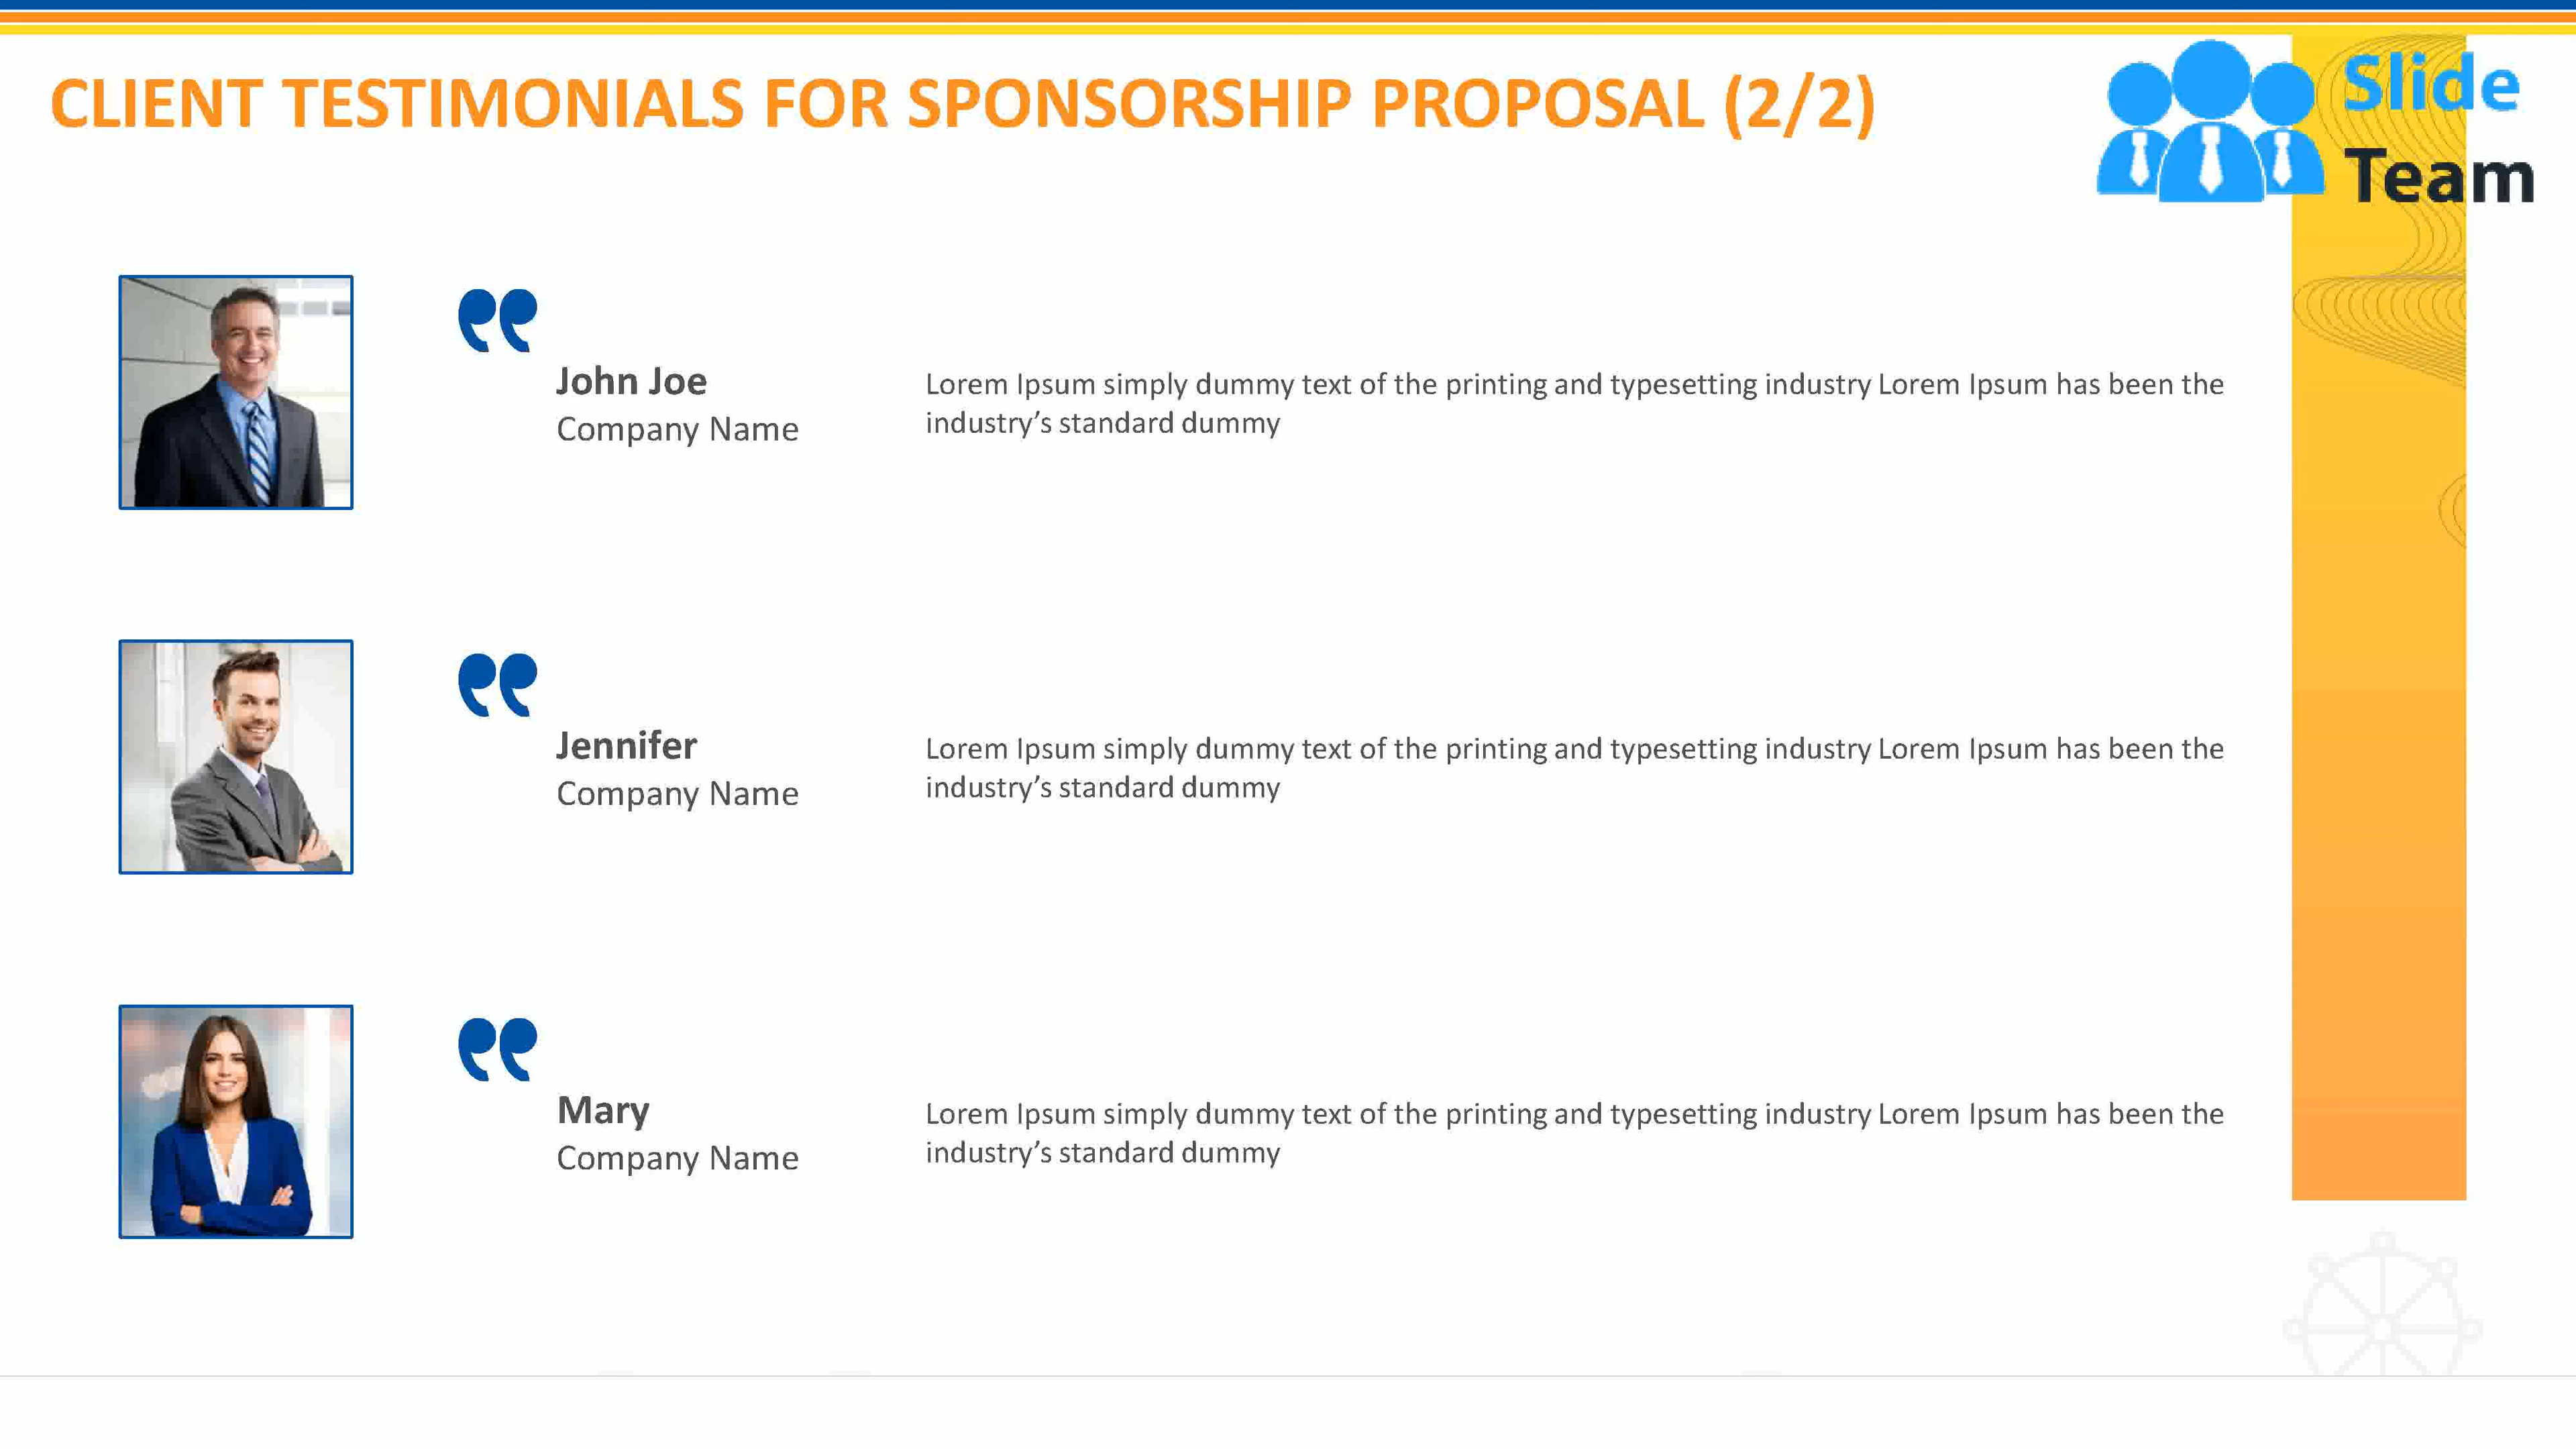 CLIENT TESTIMONIALS FOR SPONSORSHIP PROPOSAL (2/2)
Slide
Team
John Joe
Company Name
Lorem Ipsum simply dummy text of the printing and typesetting industry Lorem Ipsum has been the
industry’s standard dummy
Jennifer
Company Name
Lorem Ipsum simply dummy text of the printing and typesetting industry Lorem Ipsum has been the
industry’s standard dummy
Mary
Company Name
Lorem Ipsum simply dummy text of the printing and typesetting industry Lorem Ipsum has been the
industry’s standard dummy